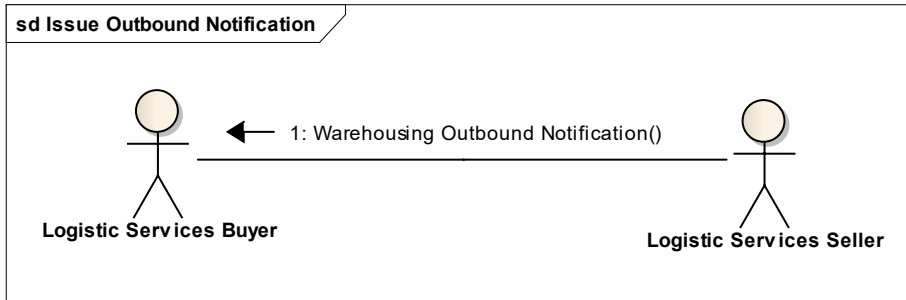 sd Issue Outbound Notification
1: Warehousing Outbound Notification()
Logistic Services Buyer
Logistic Services Seller